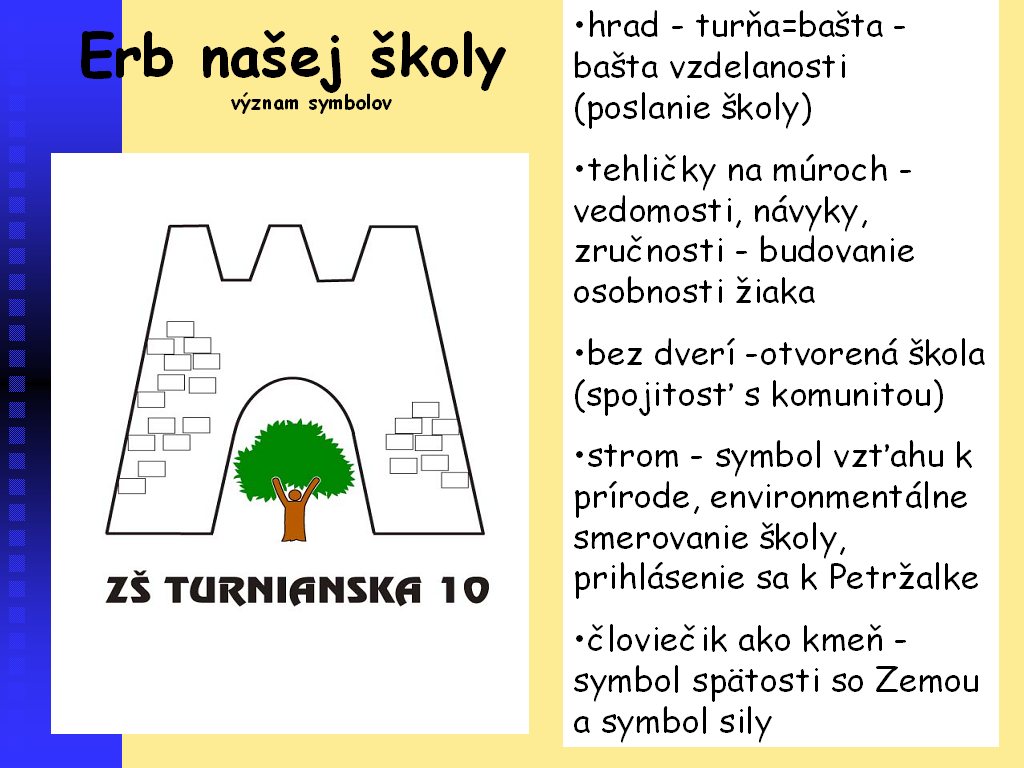 Erb našej školy
význam symbolov
ZŠ TURNIANSKA 10
•hrad - turňa=bašta -
bašta vzdelanosti
(poslanie školy)
•tehličky na múroch -
vedomosti, návyky,
zručnosti - budovanie
osobnosti žiaka
•bez dverí -otvorená škola
(spojitosť s komunitou)
•strom - symbol vzťahu k
prírode, environmentálne
smerovanie školy,
prihlásenie sa k Petržalke
•človiečik ako kmeň -
symbol spätosti so Zemou
a symbol sily